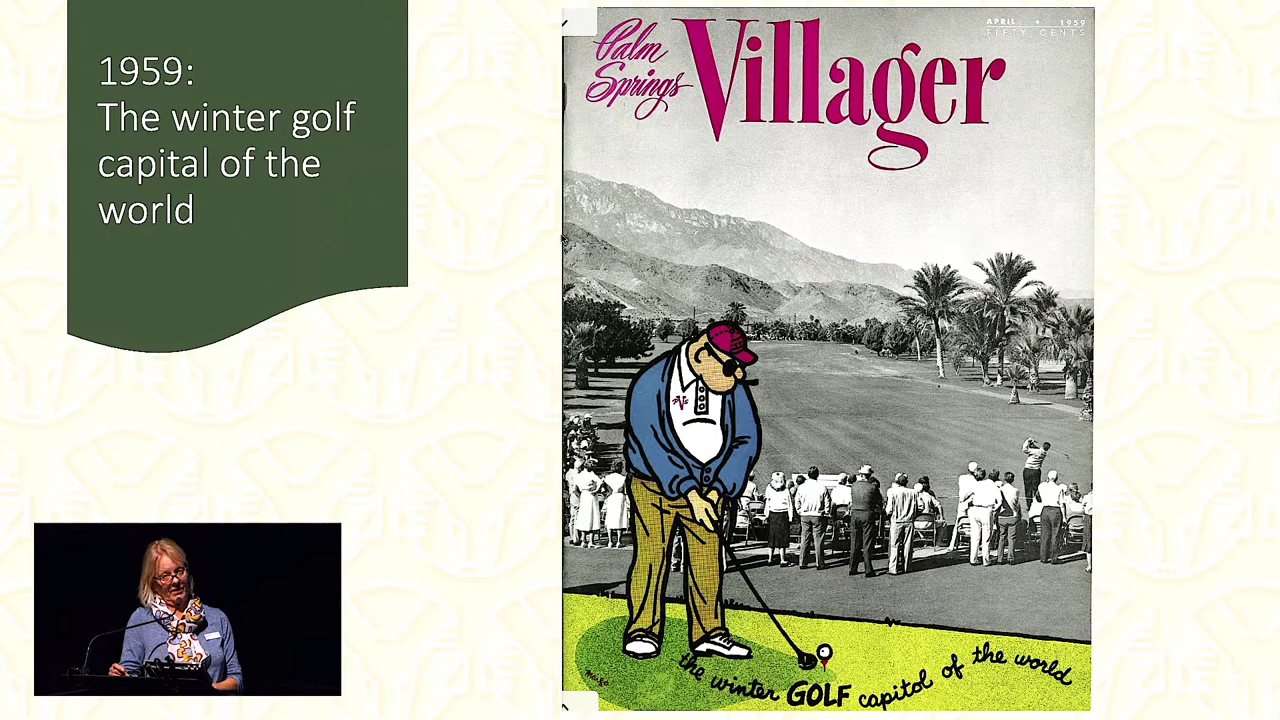 1959:
The winter golf
capital of the
world
APRIL • 1959
FIFTY CENTS
Palm
Springs
Villager
the winter GOLF capitol of the world